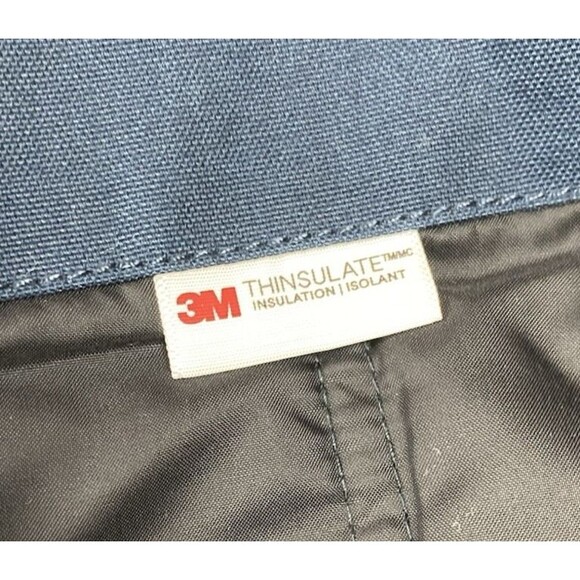 3M THINSULATE™/MC
INSULATION | ISOLANT